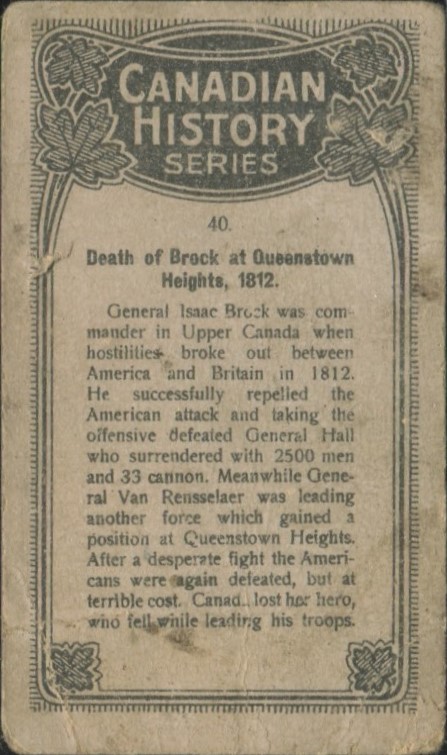 CANADIAN
HISTORY
SERIES
40.
Death of Brock at Queenstown
Heights, 1812.
General Isaac Brock was com-
mander in Upper Canada when
hostilities broke out between
America and Britain in 1812.
He successfully repelled the
American attack and taking the
offensive defeated General Hall
who surrendered with 2500 men
and 33 cannon. Meanwhile Gene-
ral Van Rensselaer was leading
another force which gained a
position at Queenstown Heights.
After a desperate fight the Ameri-
cans were again defeated, but at
terrible cost. Canada lost her hero,
who fell while leading his troops.